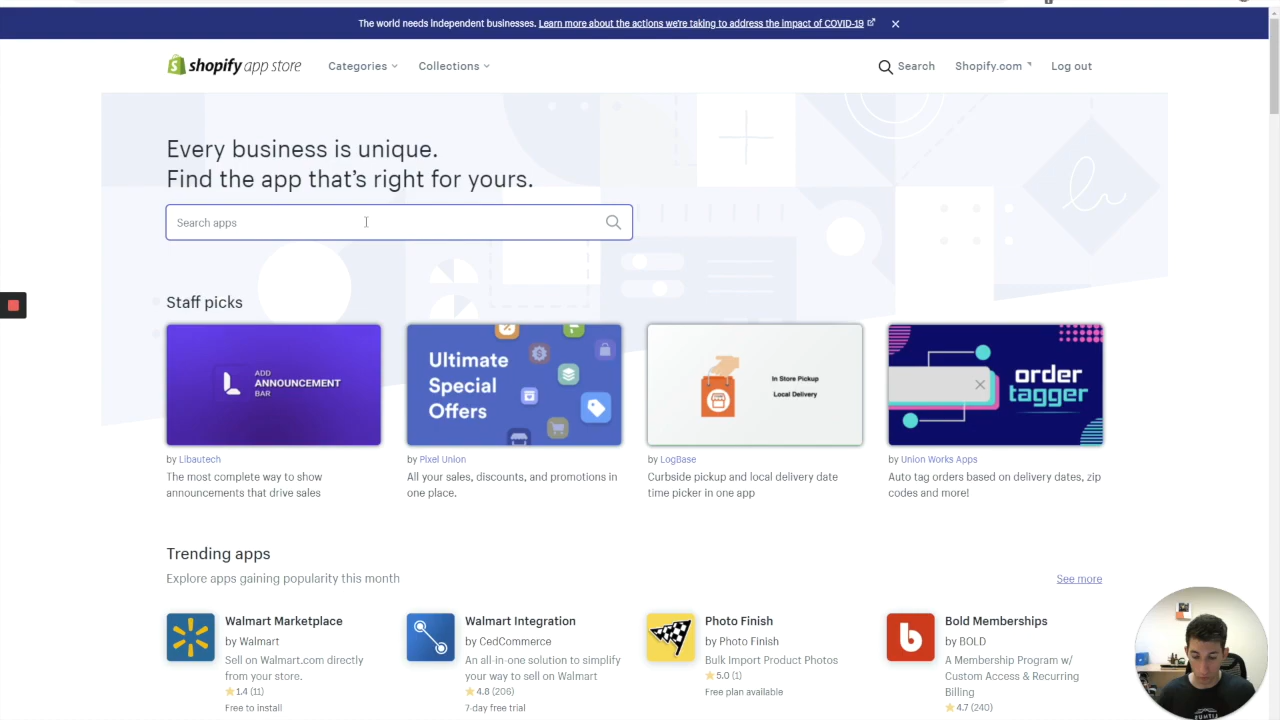 The world needs independent businesses. Learn more about the actions we're taking to address the impact of COVID-19
shopify app store
Categories
Collections
Search
Shopify.com
Log out
Every business is unique.
Find the app that's right for yours.
Search apps
Staff picks
ADD
ANNOUNCEMENT
BAR
Ultimate
Special
Offers
In Store Pickup
Local Delivery
order
tagger
by Libautech
by Pixel Union
by LogBase
by Union Works Apps
The most complete way to show
announcements that drive sales
All your sales, discounts, and promotions in
one place.
Curbside pickup and local delivery date
time picker in one app
Auto tag orders based on delivery dates, zip
codes and more!
Trending apps
Explore apps gaining popularity this month
See more
Walmart Marketplace
by Walmart
Sell on Walmart.com directly
from your store.
1.4 (11)
Free to install
Walmart Integration
by CedCommerce
An all-in-one solution to simplify
your way to sell on Walmart
4.8 (206)
7-day free trial
Photo Finish
by Photo Finish
Bulk Import Product Photos
5.0 (1)
Free plan available
b
Bold Memberships
by BOLD
A Membership Program w/
Custom Access & Recurring
Billing
4.7 (240)